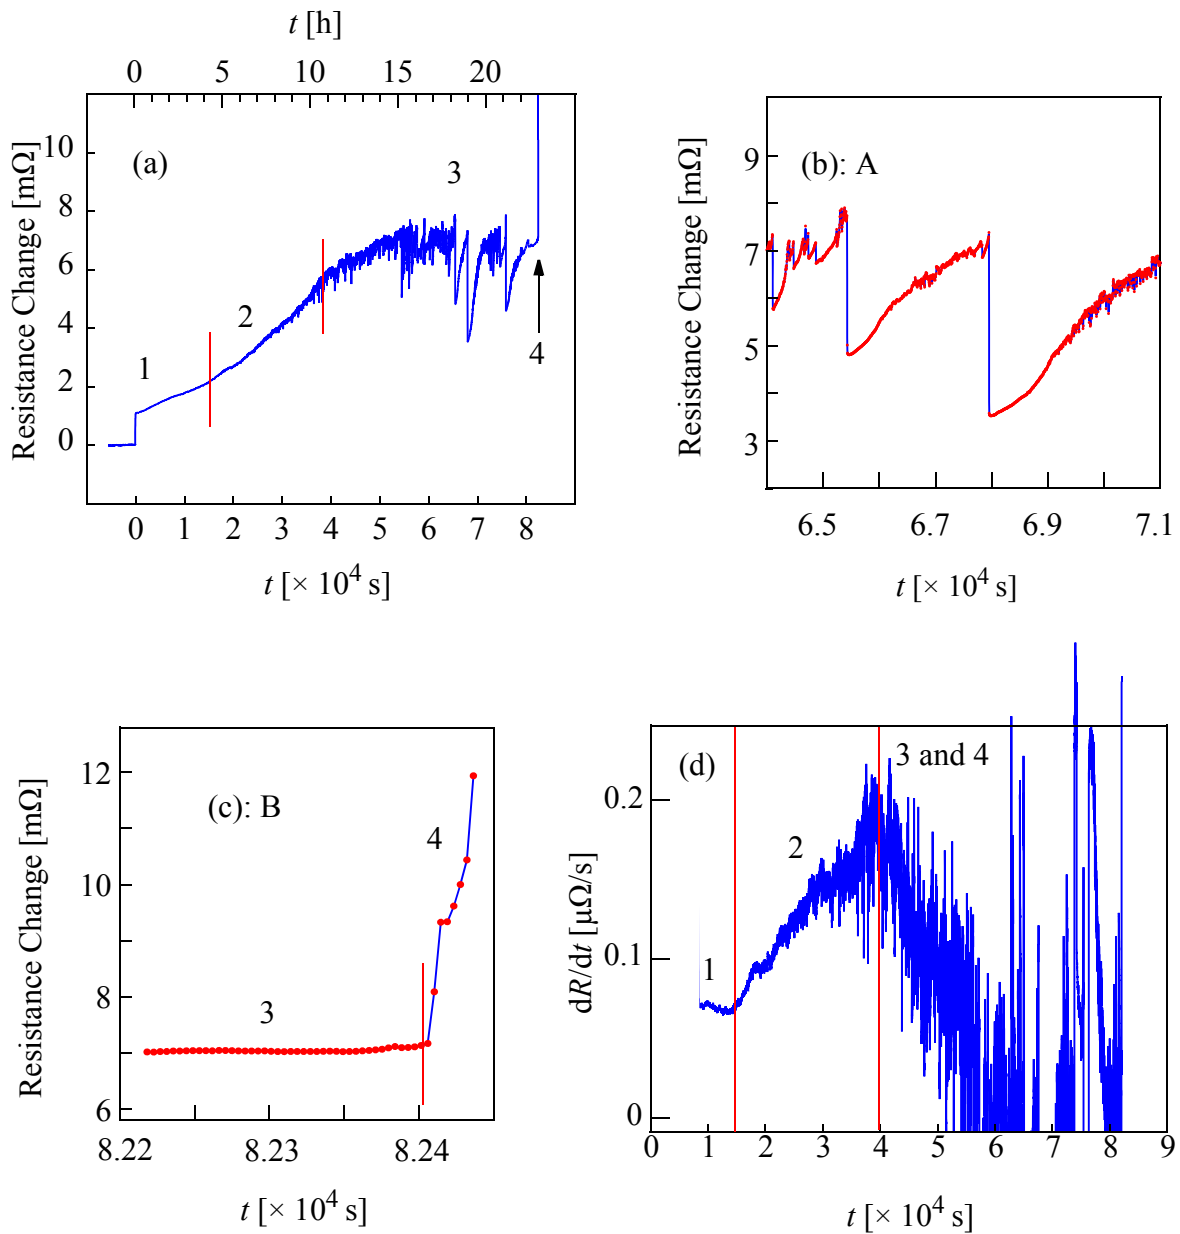 t [h]
0 5 10 15 20
(a)
Resistance Change [mΩ]
10
8
6
4
2
0
1
2
3
4
0 1 2 3 4 5 6 7 8
t [× 10⁴ s]
(b): A
Resistance Change [mΩ]
9
7
5
3
6.5 6.7 6.9 7.1
t [× 10⁴ s]
(c): B
Resistance Change [mΩ]
12
10
8
6
3
4
8.22 8.23 8.24
t [× 10⁴ s]
(d)
3 and 4
dR/dt [μΩ/s]
0.2
0.1
0
1
2
0 1 2 3 4 5 6 7 8 9
t [× 10⁴ s]